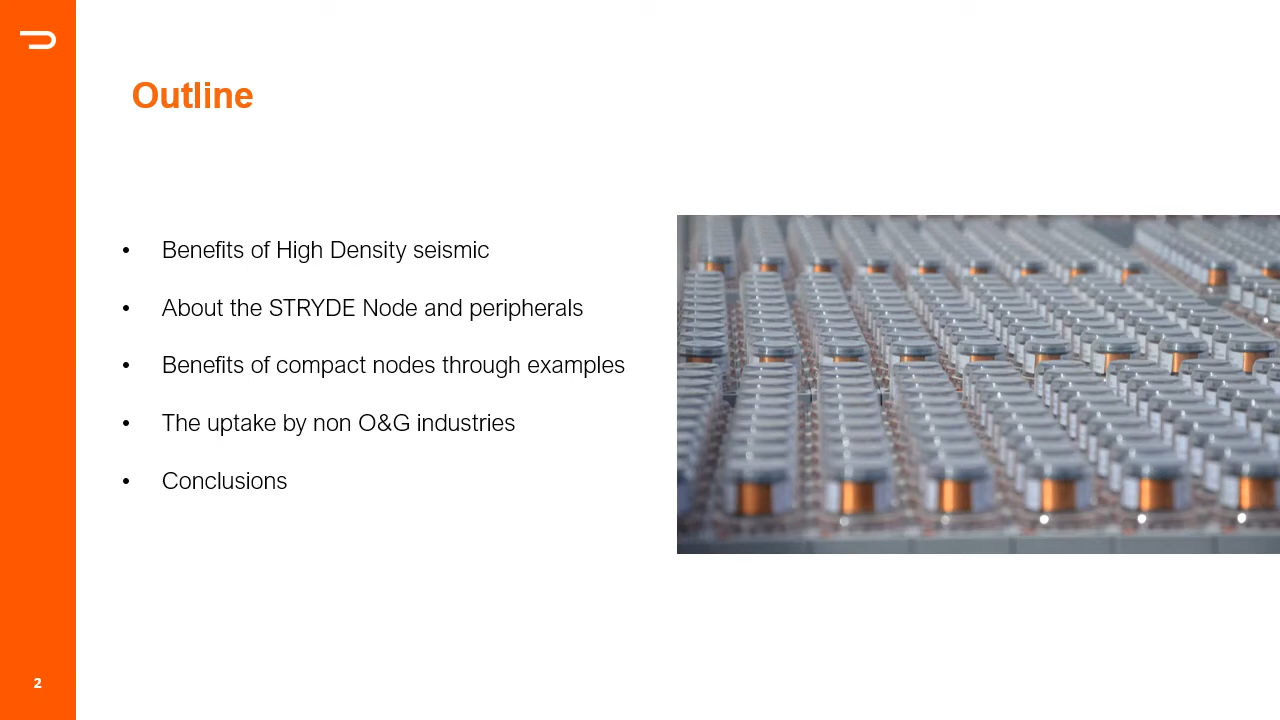 Outline
• Benefits of High Density seismic
• About the STRYDE Node and peripherals
• Benefits of compact nodes through examples
• The uptake by non O&G industries
• Conclusions
2